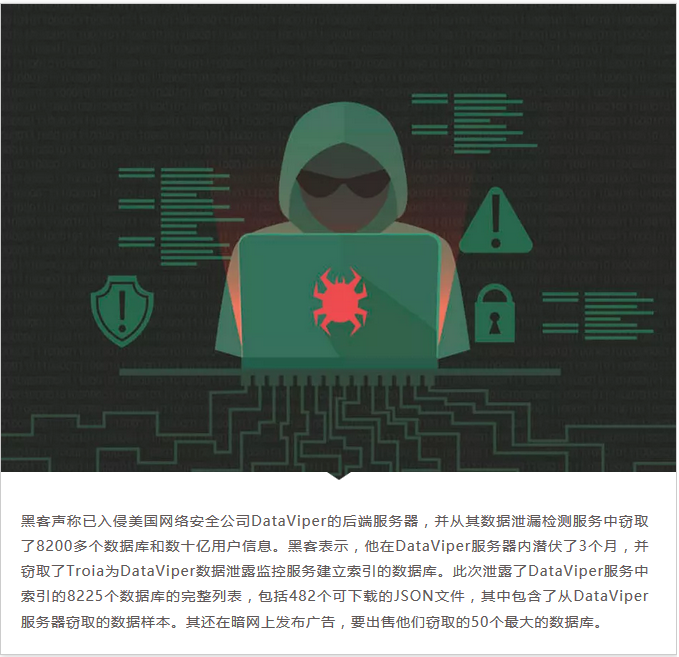 黑客声称已入侵美国网络安全公司DataViper的后端服务器，并从其数据泄漏检测服务中窃取
了8200多个数据库和数十亿用户信息。黑客表示，他在DataViper服务器内潜伏了3个月，并
窃取了Troia为DataViper数据泄露监控服务建立索引的数据库。此次泄露了DataViper服务中
索引的8225个数据库的完整列表，包括482个可下载的JSON文件，其中包含了从DataViper
服务器窃取的数据样本。其还在暗网上发布广告，要出售他们窃取的50个最大的数据库。